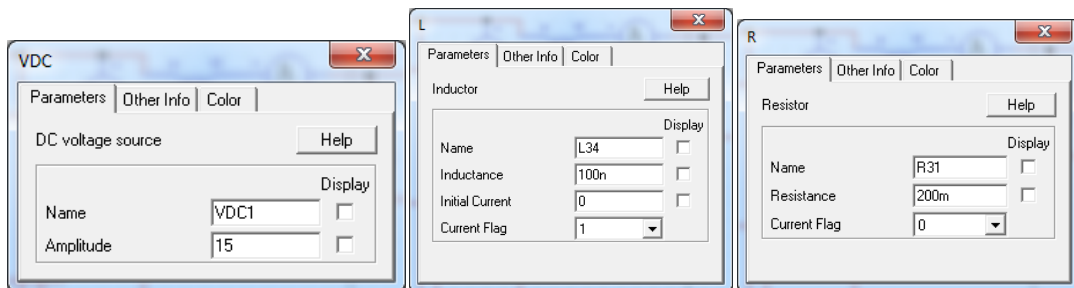 VDC
Parameters Other Info Color
DC voltage source Help
Display
Name VDC1
Amplitude 15
L
Parameters Other Info Color
Inductor Help
Display
Name L34
Inductance 100n
Initial Current 0
Current Flag 1
R
Parameters Other Info Color
Resistor Help
Display
Name R31
Resistance 200m
Current Flag 0